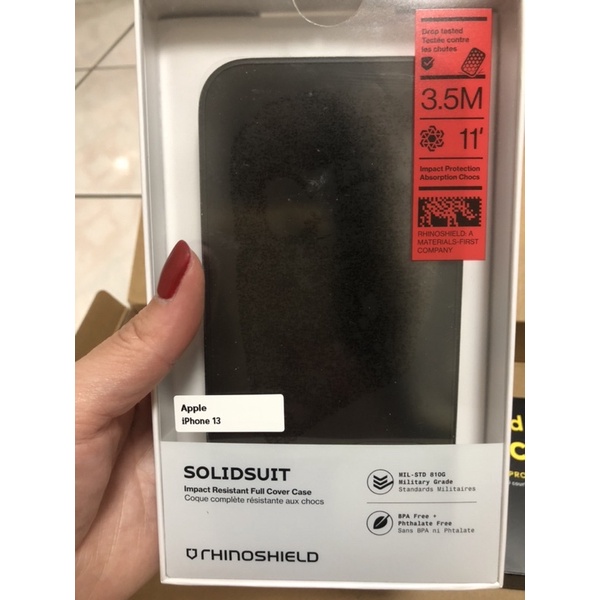 Drop tested
Testée contre
les chutes
3.5M
11'
Impact Protection
Absorption Chocs
RHINOSHIELD: A
MATERIALS-FIRST
COMPANY
Apple
iPhone 13
SOLIDSUIT
Impact Resistant Full Cover Case
Coque complète résistante aux chocs
MIL-STD 810G
Military Grade
Standards Militaires
BPA Free +
Phthalate Free
Sans BPA ni Phtalate
RHINOSHIELD